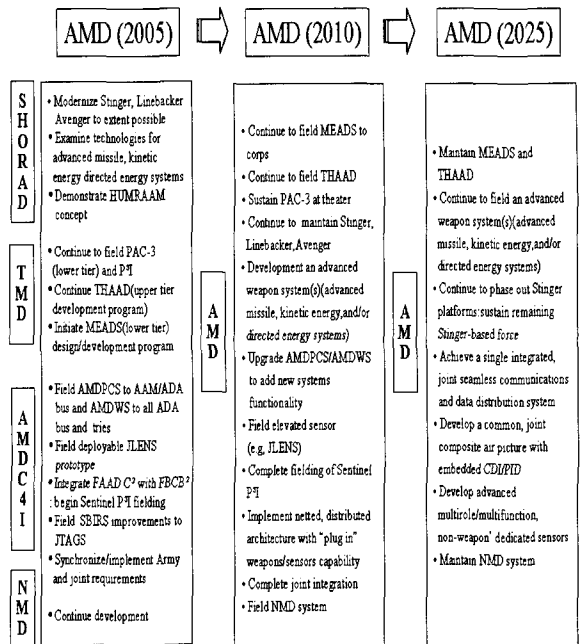 AMD (2005)
AMD (2010)
AMD (2025)
SHORAD
• Modernize Stinger, Linebacker
Avenger to extent possible
• Examine technologies for
advanced missile, kinetic
energy directed energy systems
• Demonstrate HUMRAAM
concept
TMD
• Continue to field PAC-3
(lower tier) and P³I
• Continue THAAD(upper tier
development program)
• Initiate MEADS(lower tier)
design/development program
AMDC4I
• Field AMDPCS to AAM/ADA
bus and AMDWS to all ADA
bus and tries
• Field deployable JLENS
prototype
• Integrate FAAD C² with FBCB²
: begin Sentinel P³I fielding
• Field SBIRS improvements to
JTAGS
• Synchronize/implement Army
and joint requirements
NMD
• Continue development
AMD
• Continue to field MEADS to
corps
• Continue to field THAAD
• Sustain PAC-3 at theater
• Continue to maintain Stinger,
Linebacker,Avenger
• Development an advanced
weapon system(s)(advanced
missile, kinetic energy,and/or
directed energy systems)
• Upgrade AMDPCS/AMDWS
to add new systems
functionality
• Field elevated sensor
(e.g, JLENS)
• Complete fielding of Sentinel
P³I
• Implement netted, distributed
architecture with "plug in"
weapons/sensors capability
• Complete joint integration
• Field NMD system
AMD
• Maintain MEADS and
THAAD
• Continue to field an advanced
weapon system(s)(advanced
missile, kinetic energy,and/or
directed energy systems)
• Continue to phase out Stinger
platforms:sustain remaining
Stinger-based force
• Achieve a single integrated,
joint seamless communications
and data distribution system
• Develop a common, joint
composite air picture with
embedded CDI/PID
• Develop advanced
multirole/multifunction,
non-weapon' dedicated sensors
• Maintain NMD system